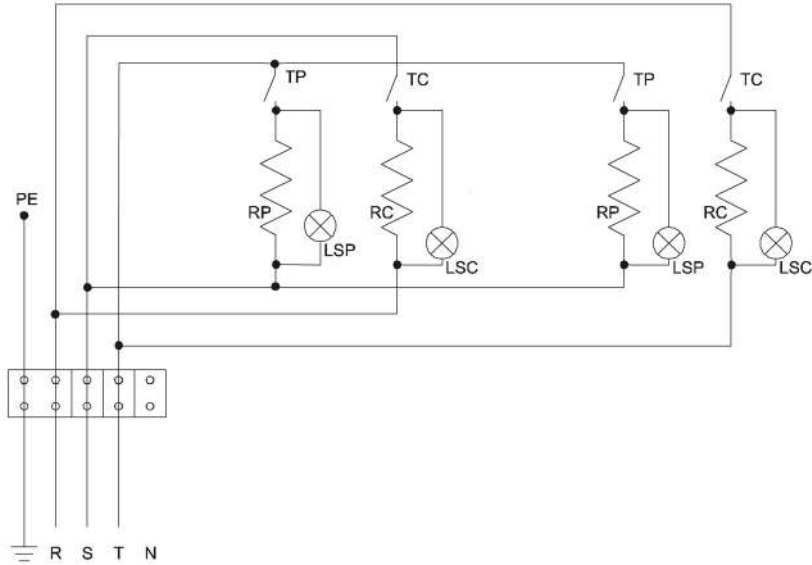 TP TC TP TC
PE
RP RC RP RC
LSP LSC LSP LSC
R S T N